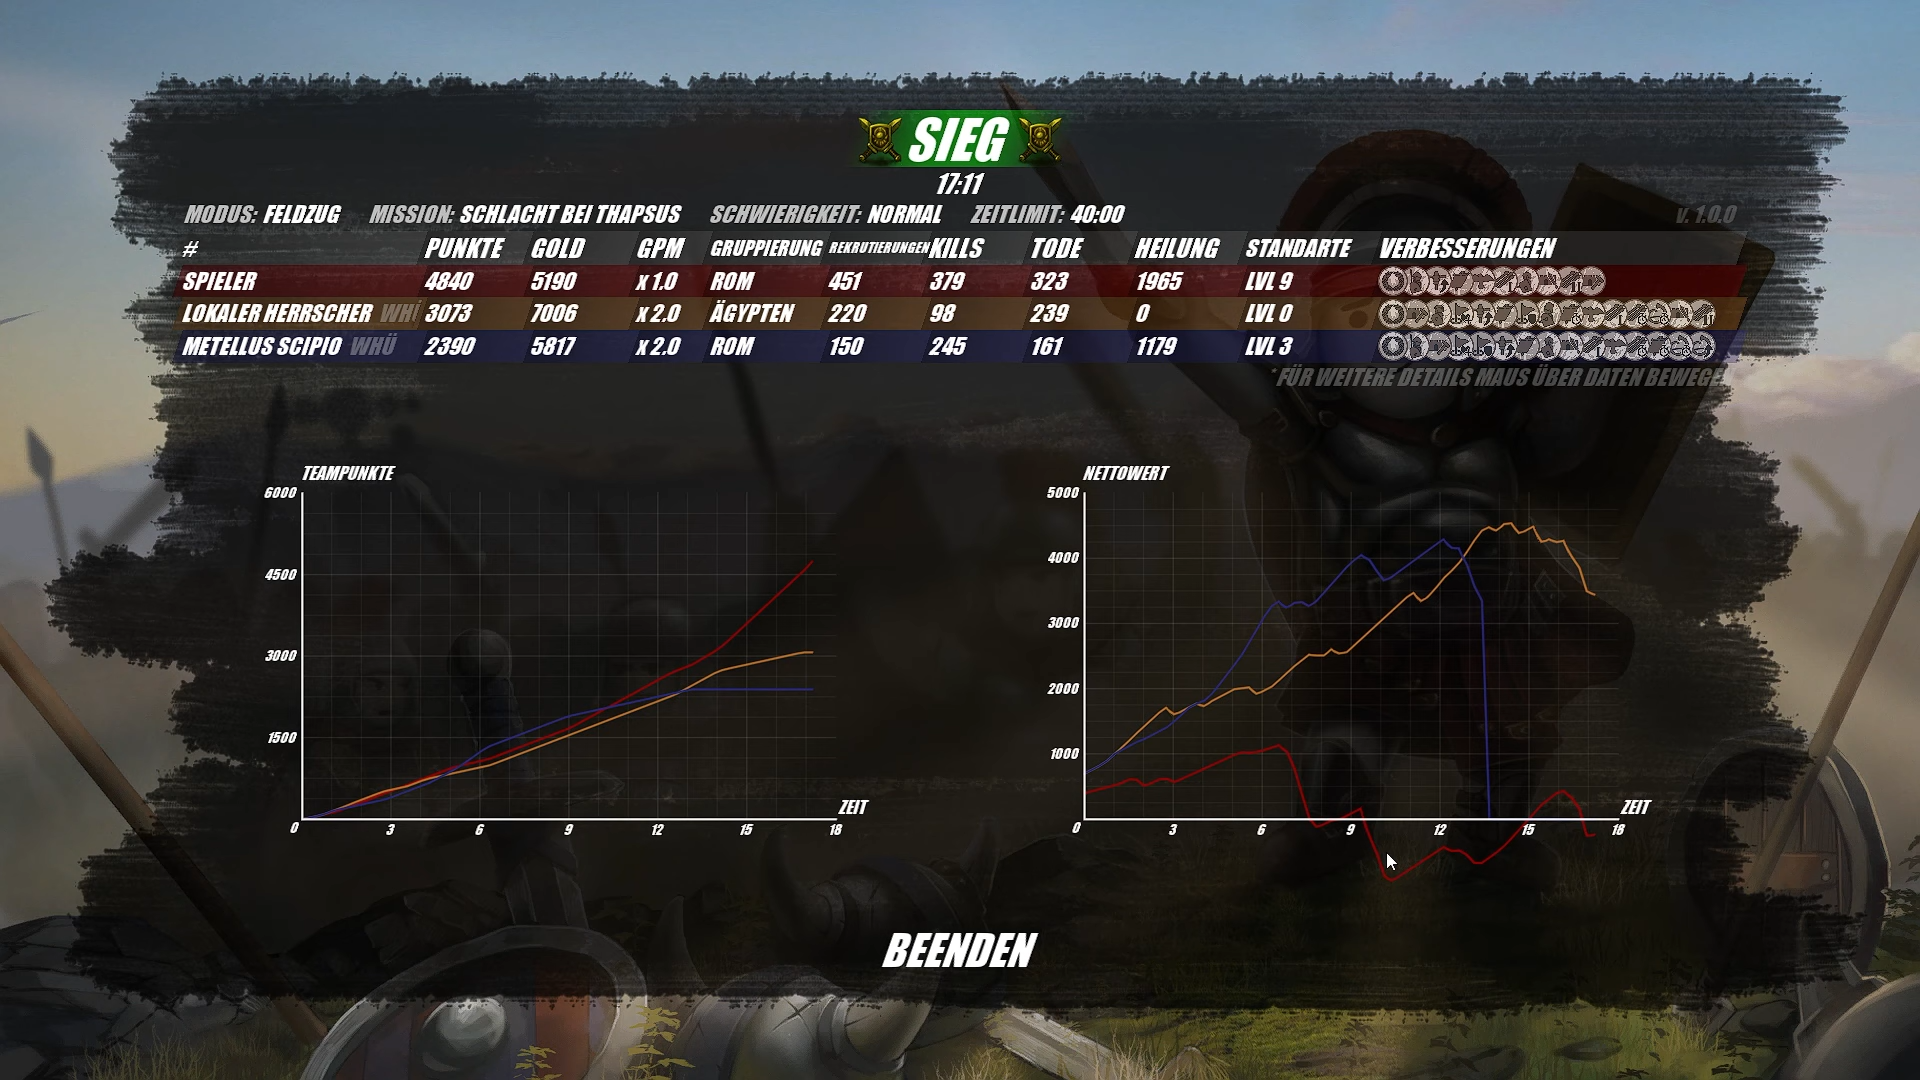 SIEG
17:11
MODUS: FELDZUG MISSION: SCHLACHT BEI THAPSUS SCHWIERIGKEIT: NORMAL ZEITLIMIT: 40:00 v. 1.0.0
# PUNKTE GOLD GPM GRUPPIERUNG REKRUTIERUNGEN KILLS TODE HEILUNG STANDARTE VERBESSERUNGEN
SPIELER 4840 5190 x 1.0 ROM 451 379 323 1965 LVL 9
LOKALER HERRSCHER WHÜ 3073 7006 x 2.0 ÄGYPTEN 220 98 239 0 LVL 0
METELLUS SCIPIO WHÜ 2390 5817 x 2.0 ROM 150 245 161 1179 LVL 3
*FÜR WEITERE DETAILS MAUS ÜBER DATEN BEWEGE
TEAMPUNKTE
6000
4500
3000
1500
0 3 6 9 12 15 18
ZEIT
NETTOWERT
5000
4000
3000
2000
1000
0 3 6 9 12 15 18
ZEIT
BEENDEN